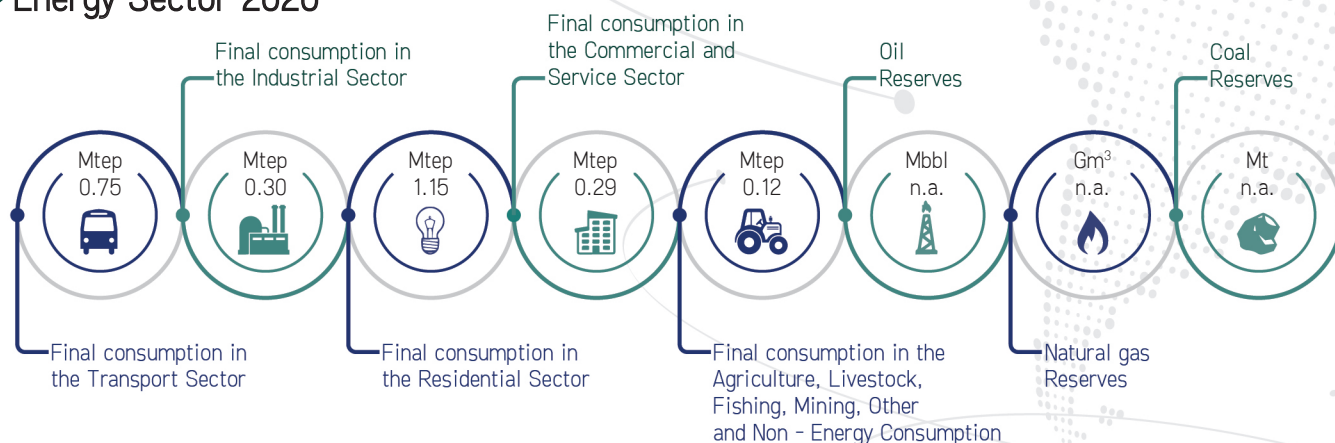 Energy Sector 2020
Final consumption in
the Industrial Sector
Final consumption in
the Commercial and
Service Sector
Oil
Reserves
Coal
Reserves
Mtep
0.75
Mtep
0.30
Mtep
1.15
Mtep
0.29
Mtep
0.12
Mbbl
n.a.
Gm³
n.a.
Mt
n.a.
Final consumption in
the Transport Sector
Final consumption in
the Residential Sector
Final consumption in the
Agriculture, Livestock,
Fishing, Mining, Other
and Non - Energy Consumption
Natural gas
Reserves